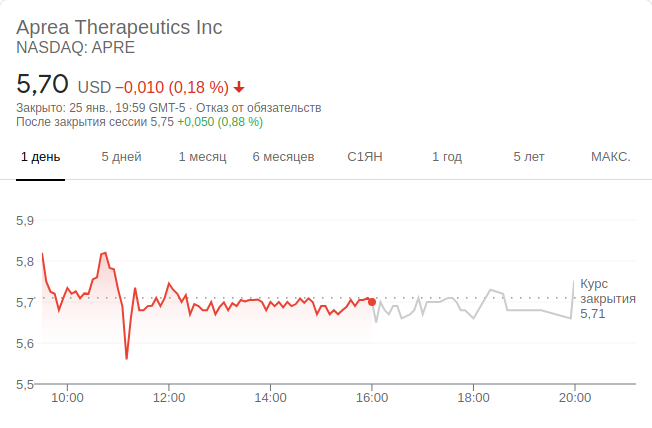 Aprea Therapeutics Inc
NASDAQ: APRE
5,70 USD −0,010 (0,18 %)
Закрыто: 25 янв., 19:59 GMT-5 · Отказ от обязательств
После закрытия сессии 5,75 +0,050 (0,88 %)
1 день 5 дней 1 месяц 6 месяцев С1ЯН 1 год 5 лет МАКС.
5,9
5,8
Курс
5,7 закрытия
5,71
5,6
5,5
10:00 12:00 14:00 16:00 18:00 20:00